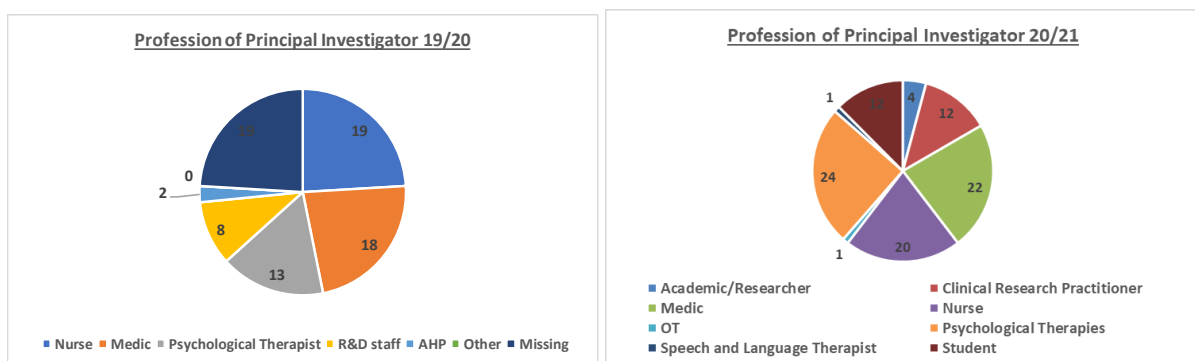 Profession of Principal Investigator 19/20
19
18
13
8
2
0
Nurse Medic Psychological Therapist R&D staff AHP Other Missing
Profession of Principal Investigator 20/21
4
12
22
20
1
24
1
Academic/Researcher
Clinical Research Practitioner
Medic
Nurse
OT
Psychological Therapies
Speech and Language Therapist
Student